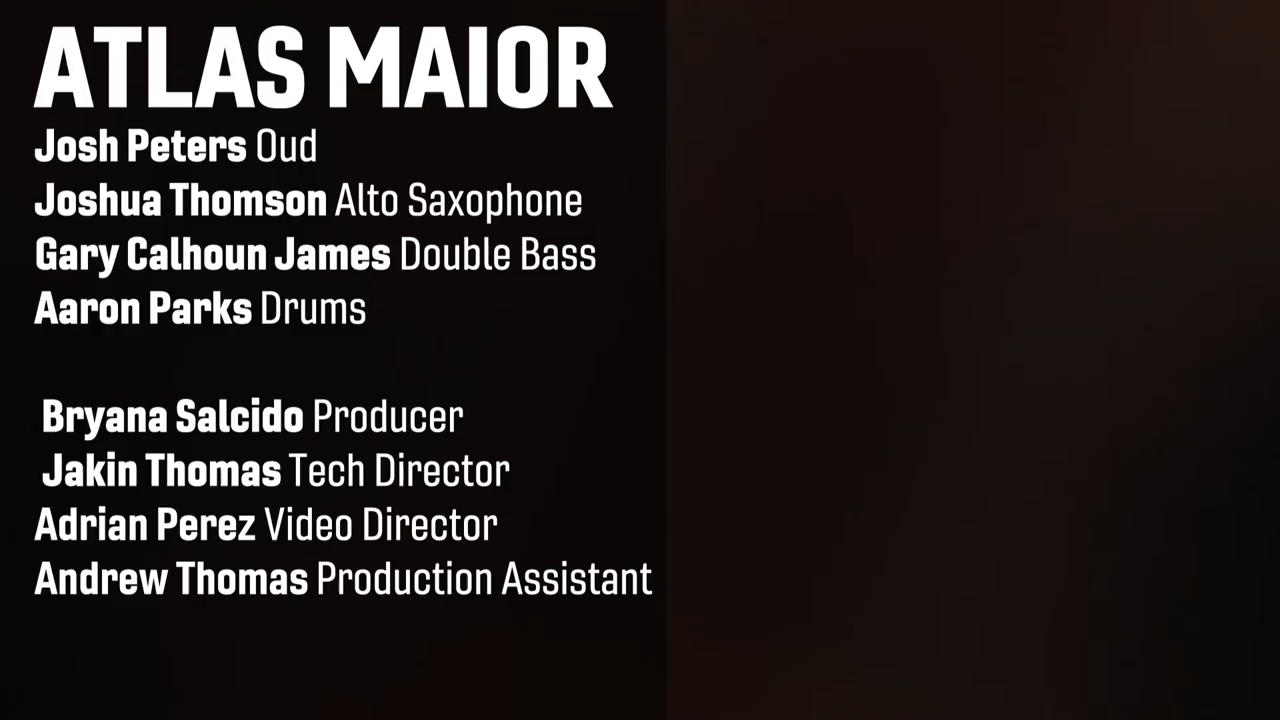 ATLAS MAIOR
Josh Peters Oud
Joshua Thomson Alto Saxophone
Gary Calhoun James Double Bass
Aaron Parks Drums
Bryana Salcido Producer
Jakin Thomas Tech Director
Adrian Perez Video Director
Andrew Thomas Production Assistant